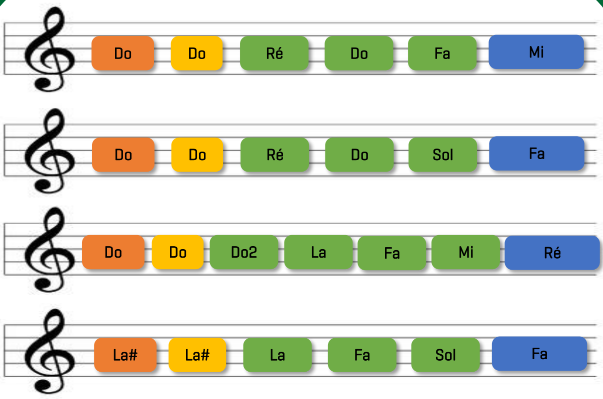 Do Do Ré Do Fa Mi
Do Do Ré Do Sol Fa
Do Do Do2 La Fa Mi Ré
La# La# La Fa Sol Fa